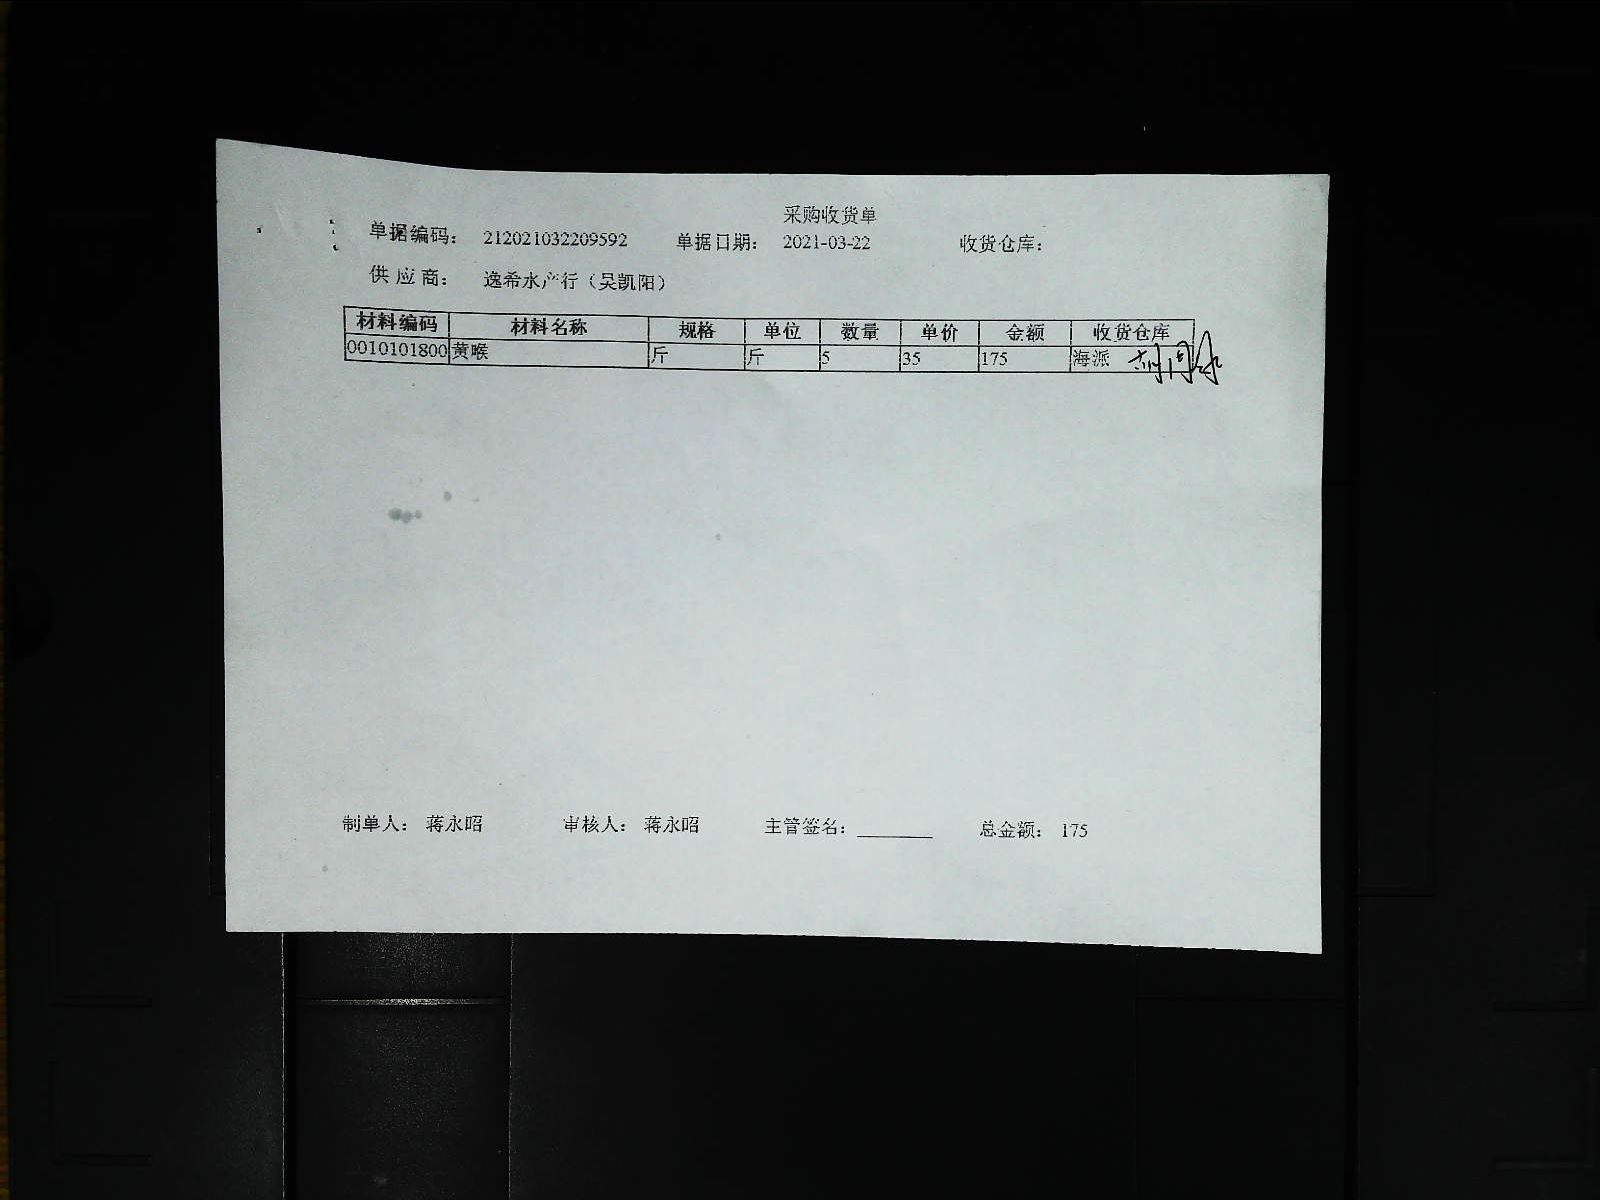 采购收货单
单据编码： 212021032209592 单据日期： 2021-03-22 收货仓库：
供应商： 逸希水产行（吴凯阳）
材料编码 材料名称 规格 单位 数量 单价 金额 收货仓库
0010101800 黄喉 斤 斤 5 35 175 海派
制单人： 蒋永昭 审核人： 蒋永昭 主管签名： 总金额： 175